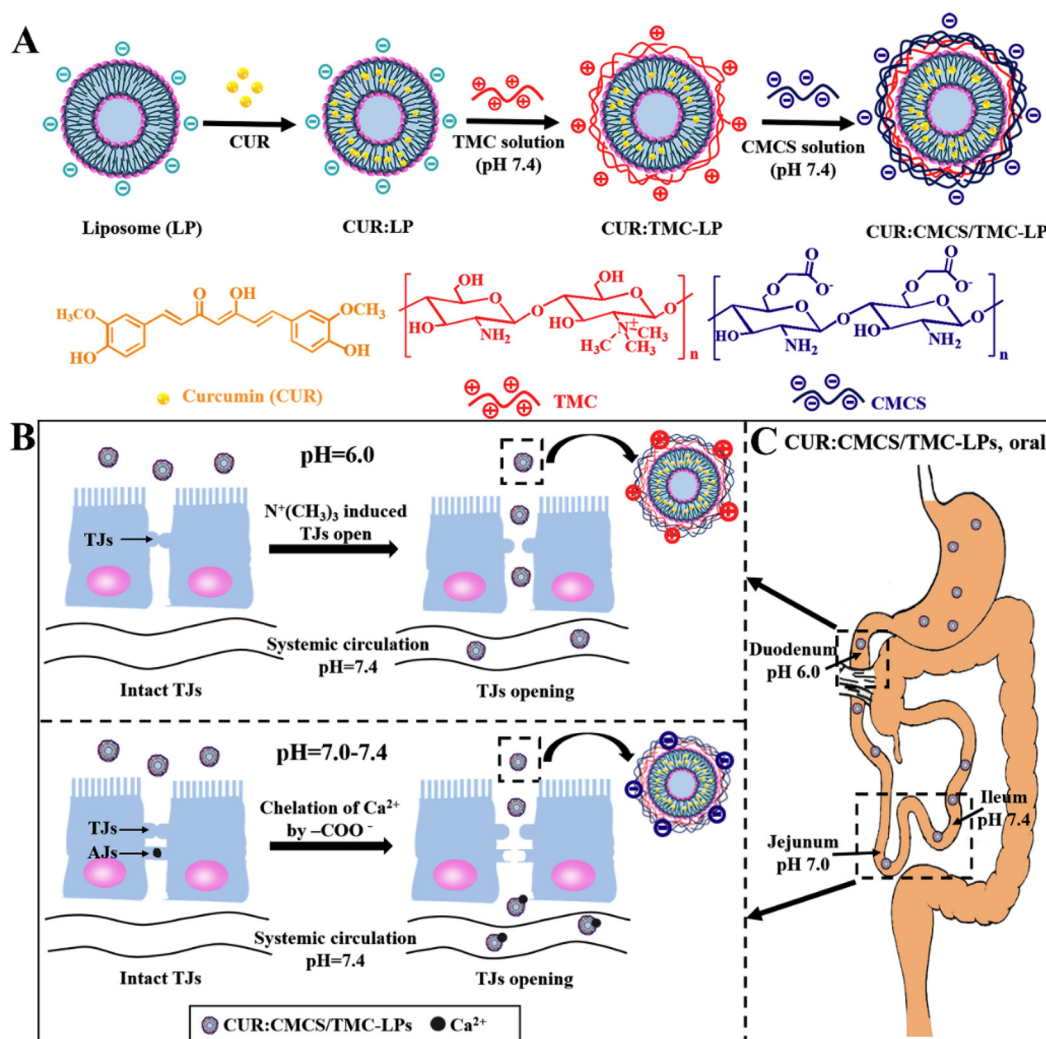 A
CUR
TMC solution
(pH 7.4)
CMCS solution
(pH 7.4)
Liposome (LP)
CUR:LP
CUR:TMC-LP
CUR:CMCS/TMC-LP
O
OH
H₃CO
OCH₃
HO
OH
Curcumin (CUR)
OH
OH
O
O
O
O
HO
HO
NH₂
N⁺
H₃C
CH₃
CH₃
n
TMC
O
O⁻
O
O⁻
O
O
O
O
O
O
HO
HO
NH₂
NH₂
n
CMCS
B
pH=6.0
TJs
N⁺(CH₃)₃ induced
TJs open
Systemic circulation
pH=7.4
Intact TJs
TJs opening
pH=7.0-7.4
TJs
AJs
Chelation of Ca²⁺
by –COO⁻
Systemic circulation
pH=7.4
Intact TJs
TJs opening
CUR:CMCS/TMC-LPs
Ca²⁺
C
CUR:CMCS/TMC-LPs, oral
Duodenum
pH 6.0
Ileum
pH 7.4
Jejunum
pH 7.0